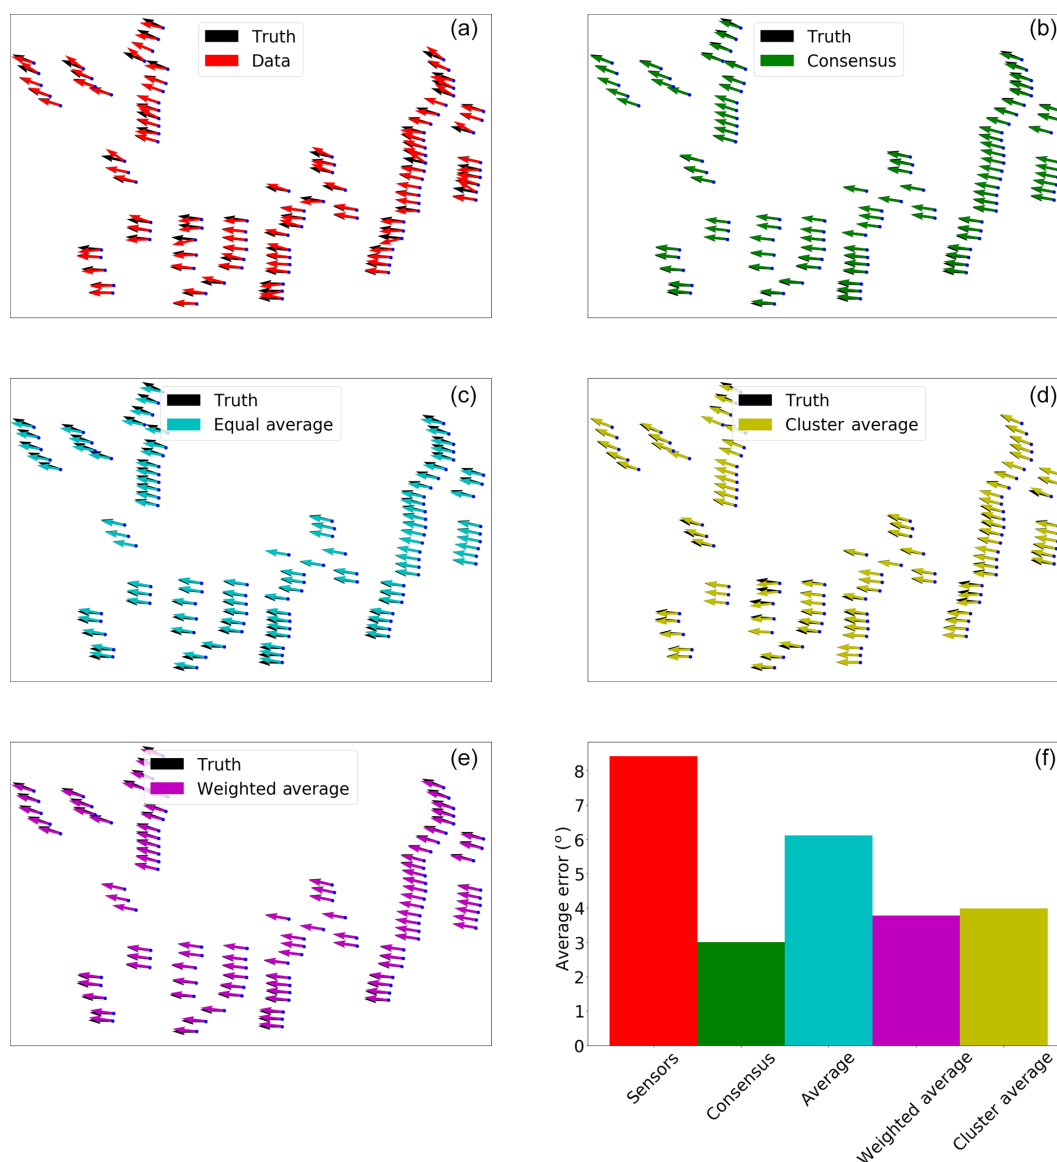 (a)
Truth
Data
(b)
Truth
Consensus
(c)
Truth
Equal average
(d)
Truth
Cluster average
(e)
Truth
Weighted average
(f)
Average error (°)
8
7
6
5
4
3
2
1
0
Sensors
Consensus
Average
Weighted average
Cluster average